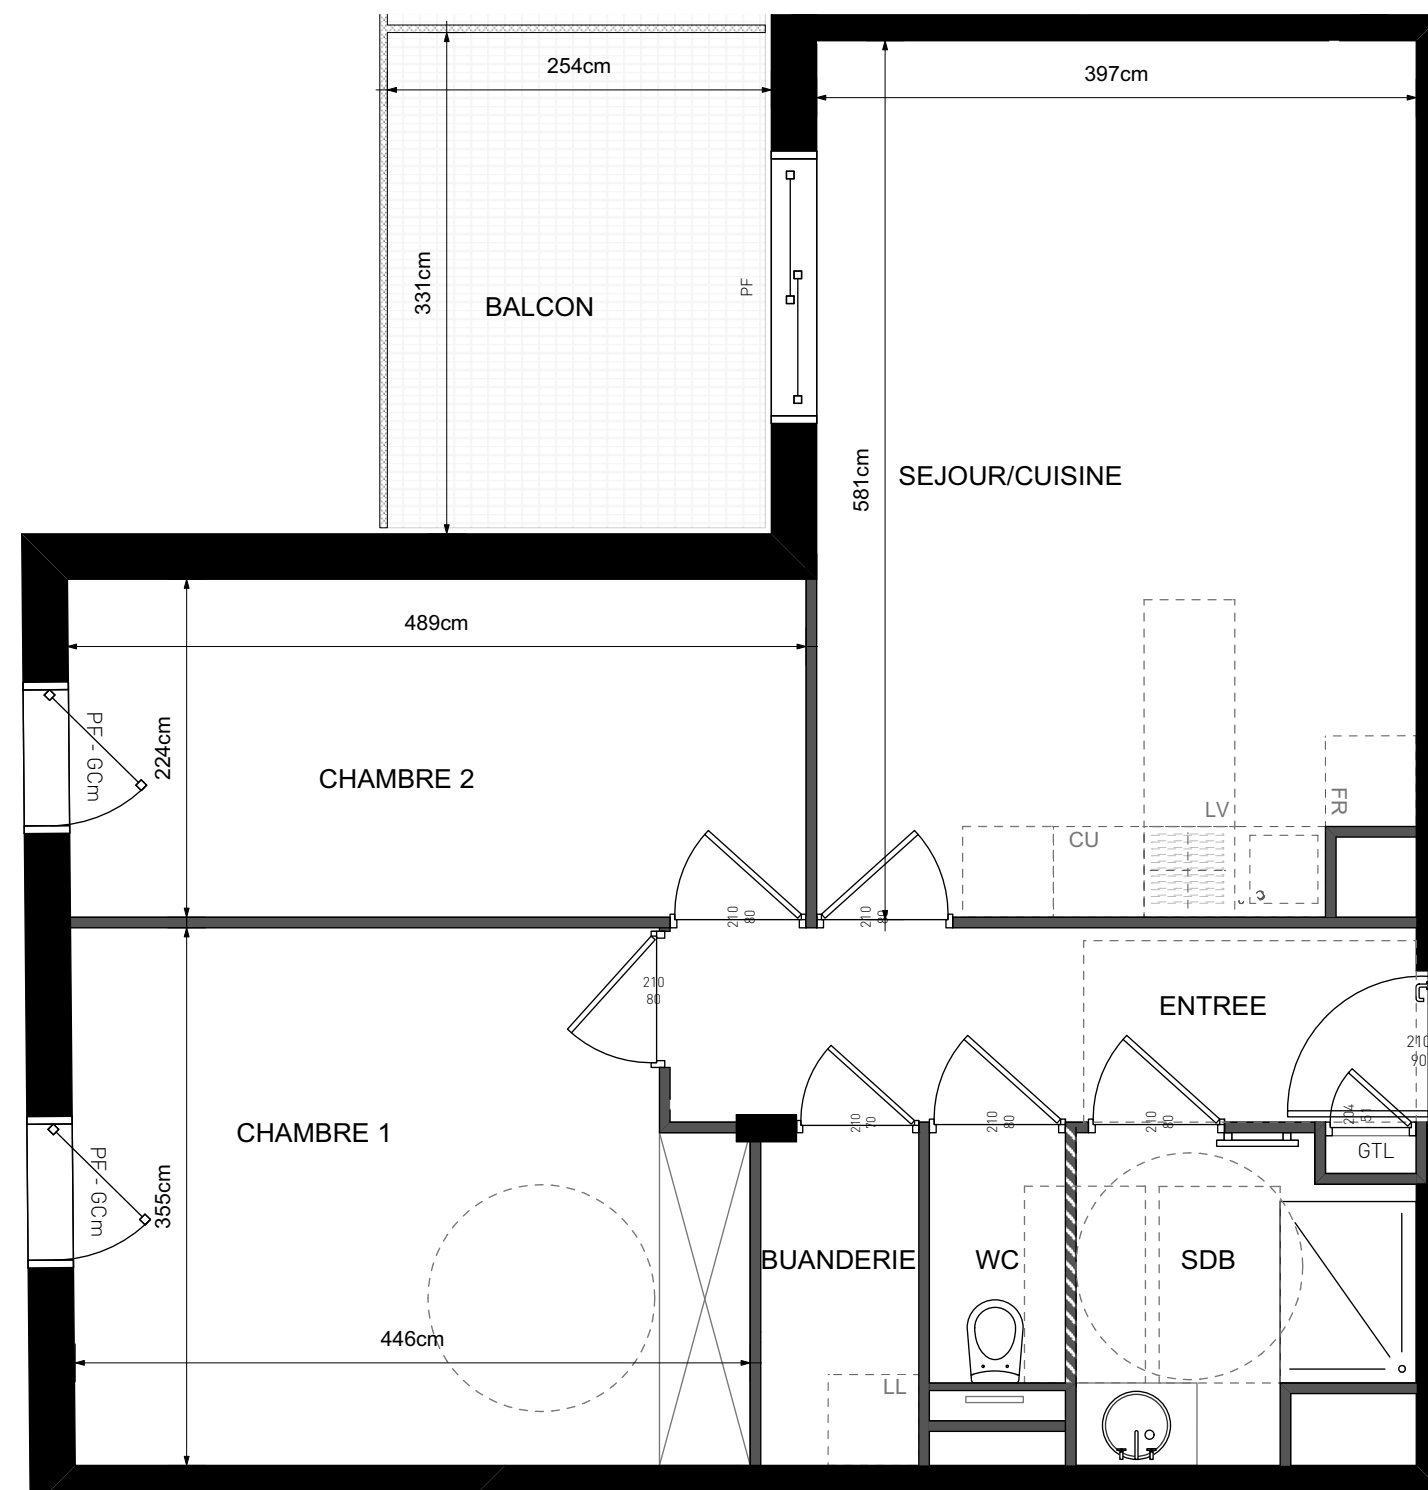 254cm
397cm
331cm
BALCON
PF
581cm
SEJOUR/CUISINE
489cm
PF - GCm
224cm
CHAMBRE 2
FR
LV
CU
210
80
210
80
210
80
ENTREE
210
90
CHAMBRE 1
210
70
210
80
210
80
204
51
GTL
PF - GCm
355cm
BUANDERIE
WC
SDB
446cm
LL